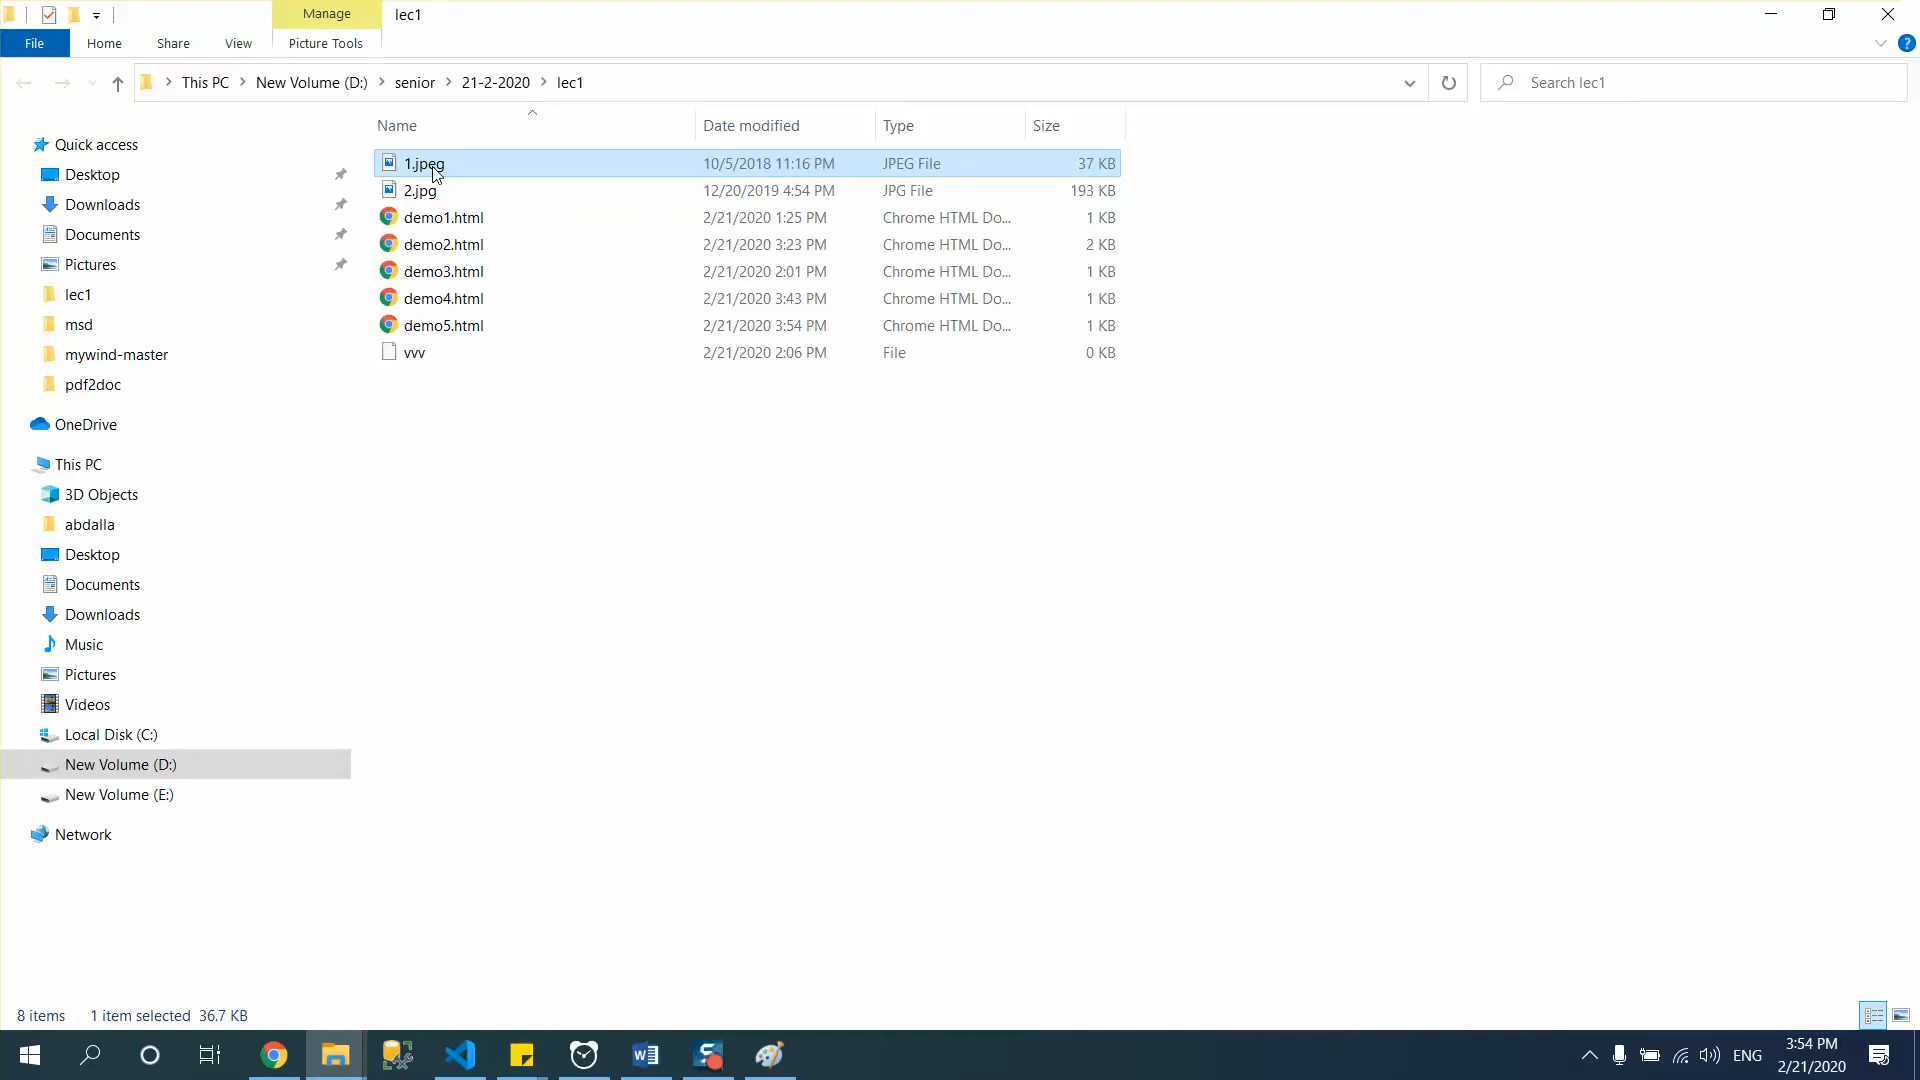 Manage
lec1
File
Home
Share
View
Picture Tools
This PC
New Volume (D:)
senior
21-2-2020
lec1
Search lec1
Name
Date modified
Type
Size
1.jpeg 10/5/2018 11:16 PM JPEG File 37 KB
2.jpg 12/20/2019 4:54 PM JPG File 193 KB
demo1.html 2/21/2020 1:25 PM Chrome HTML Do... 1 KB
demo2.html 2/21/2020 3:23 PM Chrome HTML Do... 2 KB
demo3.html 2/21/2020 2:01 PM Chrome HTML Do... 1 KB
demo4.html 2/21/2020 3:43 PM Chrome HTML Do... 1 KB
demo5.html 2/21/2020 3:54 PM Chrome HTML Do... 1 KB
vvv 2/21/2020 2:06 PM File 0 KB
Quick access
Desktop
Downloads
Documents
Pictures
lec1
msd
mywind-master
pdf2doc
OneDrive
This PC
3D Objects
abdalla
Desktop
Documents
Downloads
Music
Pictures
Videos
Local Disk (C:)
New Volume (D:)
New Volume (E:)
Network
8 items
1 item selected 36.7 KB
ENG
3:54 PM
2/21/2020